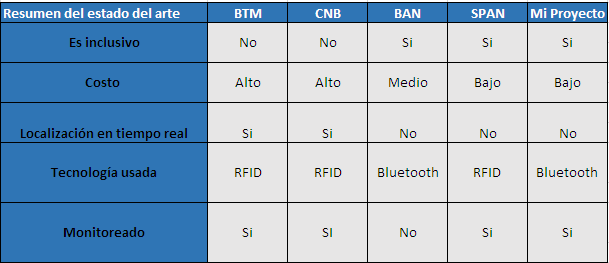 Resumen del estado del arte BTM CNB BAN SPAN Mi Proyecto
Es inclusivo No No Si Si Si
Costo Alto Alto Medio Bajo Bajo
Localización en tiempo real Si Si No No No
Tecnología usada RFID RFID Bluetooth RFID Bluetooth
Monitoreado Si SI No Si Si